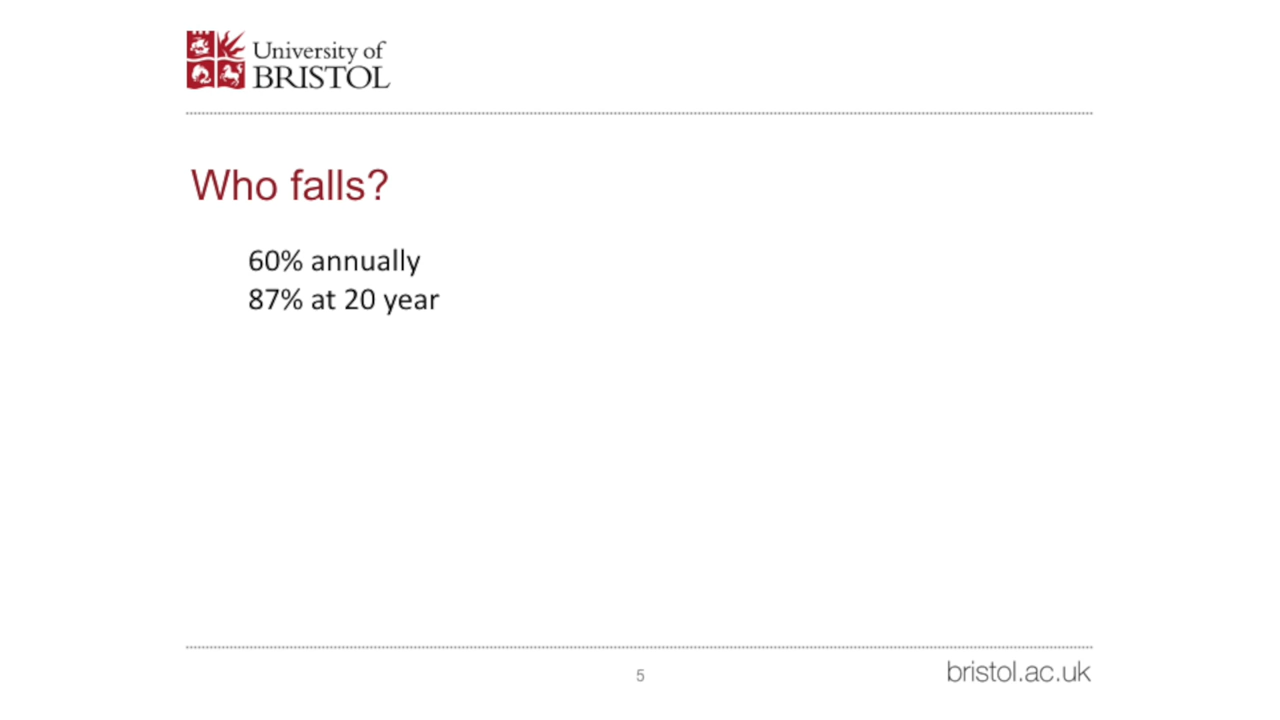 University of
BRISTOL
Who falls?
60% annually
87% at 20 year
5
bristol.ac.uk